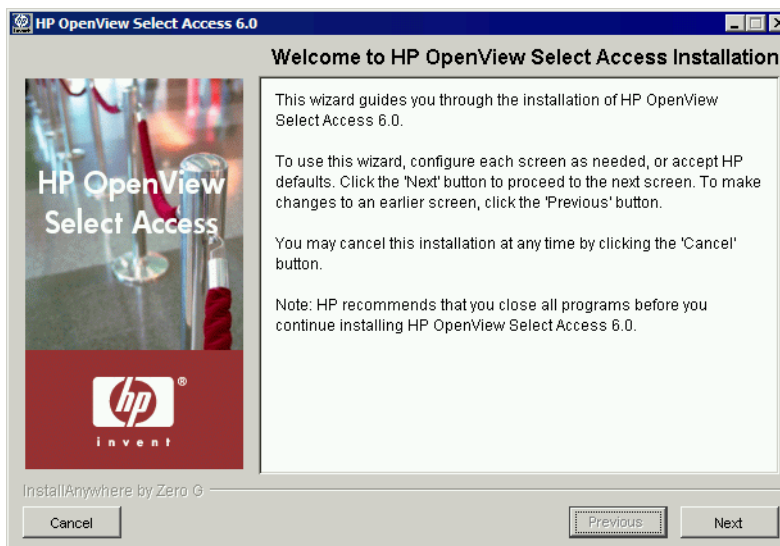 HP OpenView Select Access 6.0
Welcome to HP OpenView Select Access Installation
HP OpenView
Select Access
hp
®
invent
This wizard guides you through the installation of HP OpenView
Select Access 6.0.
To use this wizard, configure each screen as needed, or accept HP
defaults. Click the 'Next' button to proceed to the next screen. To make
changes to an earlier screen, click the 'Previous' button.
You may cancel this installation at any time by clicking the 'Cancel'
button.
Note: HP recommends that you close all programs before you
continue installing HP OpenView Select Access 6.0.
InstallAnywhere by Zero G
Cancel
Previous
Next